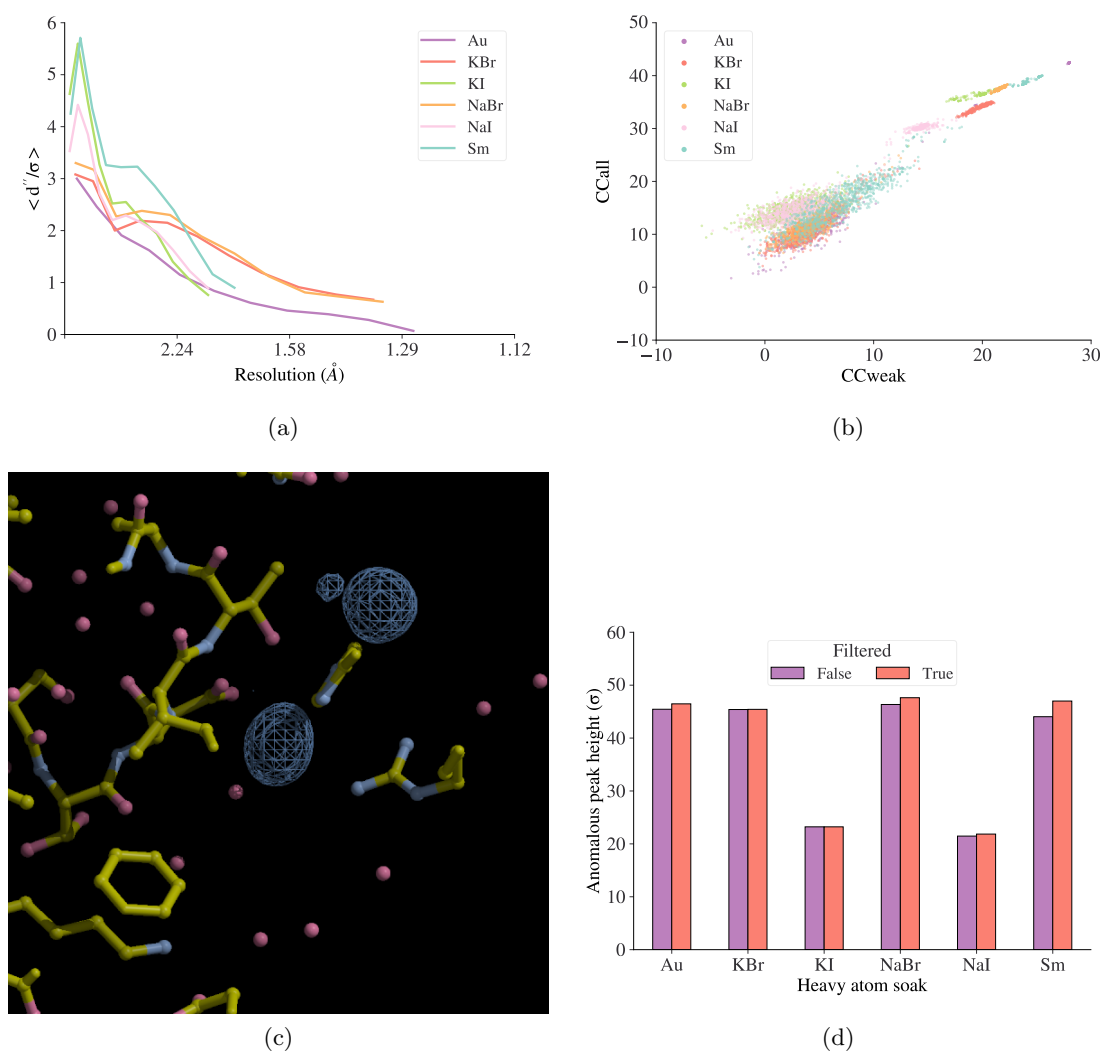 6
5
4
3
2
1
0
< d″/σ >
Au
KBr
KI
NaBr
NaI
Sm
2.24
1.58
1.29
1.12
Resolution (Å)
(a)
50
40
30
20
10
0
−10
CCall
Au
KBr
KI
NaBr
NaI
Sm
−10
0
10
20
30
CCweak
(b)
(c)
60
50
40
30
20
10
0
Anomalous peak height (σ)
Filtered
False
True
Au
KBr
KI
NaBr
NaI
Sm
Heavy atom soak
(d)